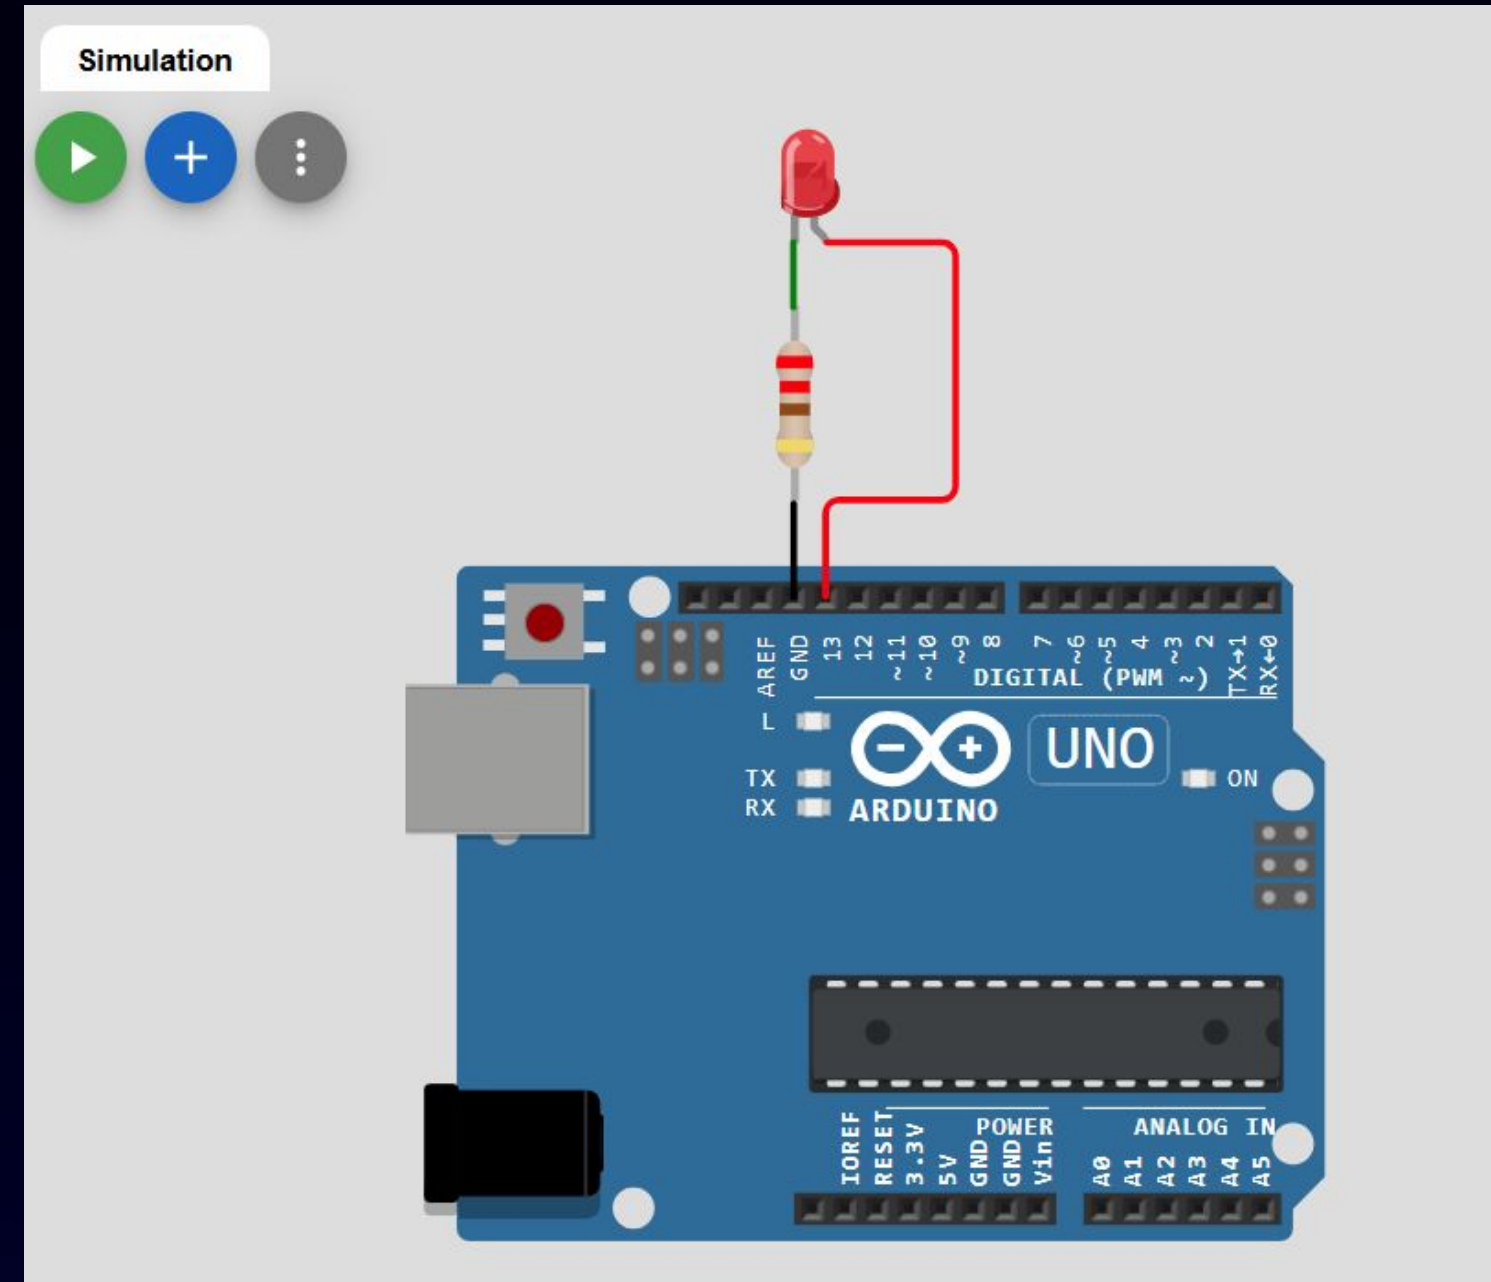 Simulation
AREF
GND
13
12
~11
~10
~9
8
7
~6
~5
4
~3
2
TX→1
RX←0
DIGITAL (PWM ~)
L
TX
RX
ARDUINO
UNO
ON
IOREF
RESET
3.3V
5V
GND
GND
Vin
POWER
ANALOG IN
A0
A1
A2
A3
A4
A5